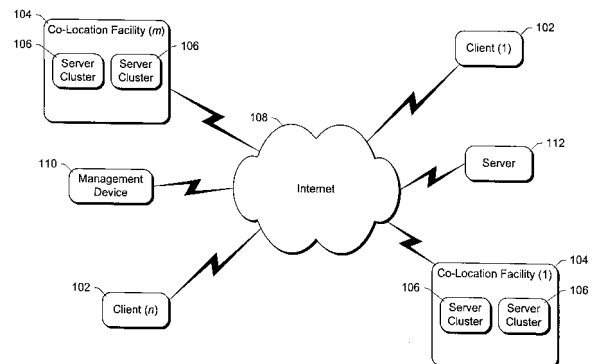 104
Co-Location Facility (m)
106
106
Server
Cluster
Server
Cluster
102
Client (1)
108
110
Management
Device
Internet
112
Server
102
Client (n)
104
Co-Location Facility (1)
106
106
Server
Cluster
Server
Cluster